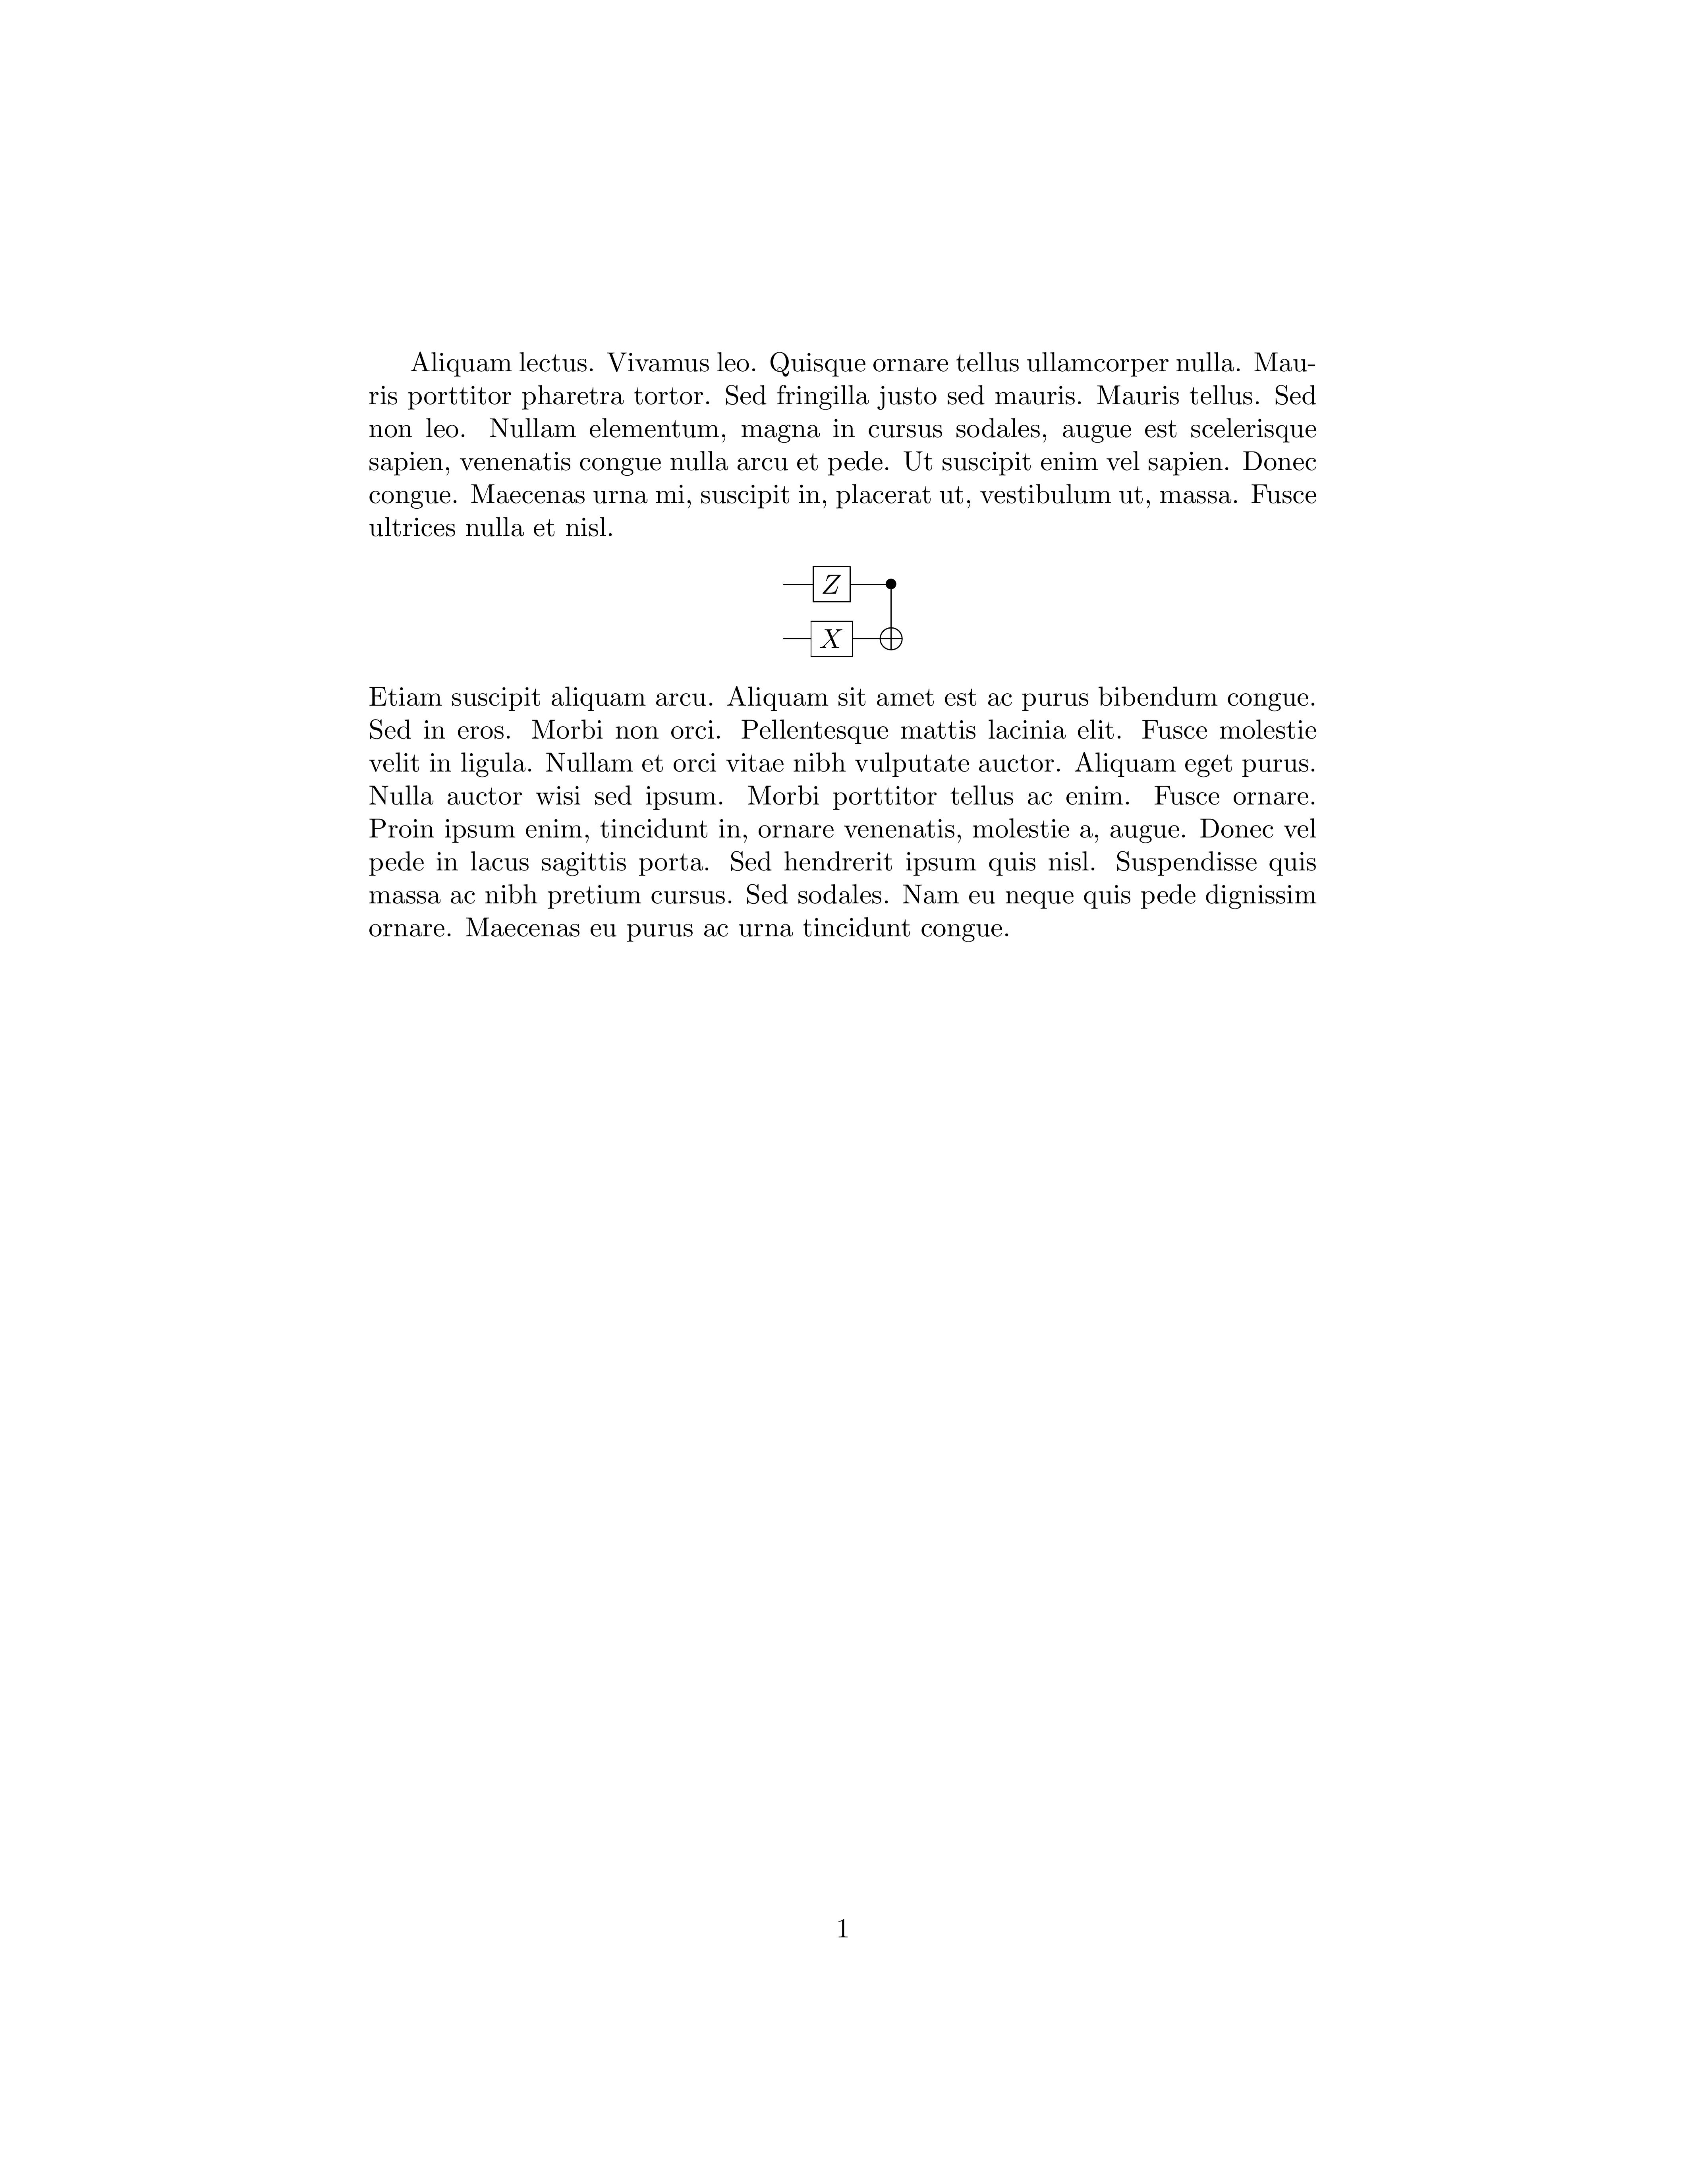 Aliquam lectus. Vivamus leo. Quisque ornare tellus ullamcorper nulla. Mau-
ris porttitor pharetra tortor. Sed fringilla justo sed mauris. Mauris tellus. Sed
non leo. Nullam elementum, magna in cursus sodales, augue est scelerisque
sapien, venenatis congue nulla arcu et pede. Ut suscipit enim vel sapien. Donec
congue. Maecenas urna mi, suscipit in, placerat ut, vestibulum ut, massa. Fusce
ultrices nulla et nisl.
Z
X
Etiam suscipit aliquam arcu. Aliquam sit amet est ac purus bibendum congue.
Sed in eros. Morbi non orci. Pellentesque mattis lacinia elit. Fusce molestie
velit in ligula. Nullam et orci vitae nibh vulputate auctor. Aliquam eget purus.
Nulla auctor wisi sed ipsum. Morbi porttitor tellus ac enim. Fusce ornare.
Proin ipsum enim, tincidunt in, ornare venenatis, molestie a, augue. Donec vel
pede in lacus sagittis porta. Sed hendrerit ipsum quis nisl. Suspendisse quis
massa ac nibh pretium cursus. Sed sodales. Nam eu neque quis pede dignissim
ornare. Maecenas eu purus ac urna tincidunt congue.
1